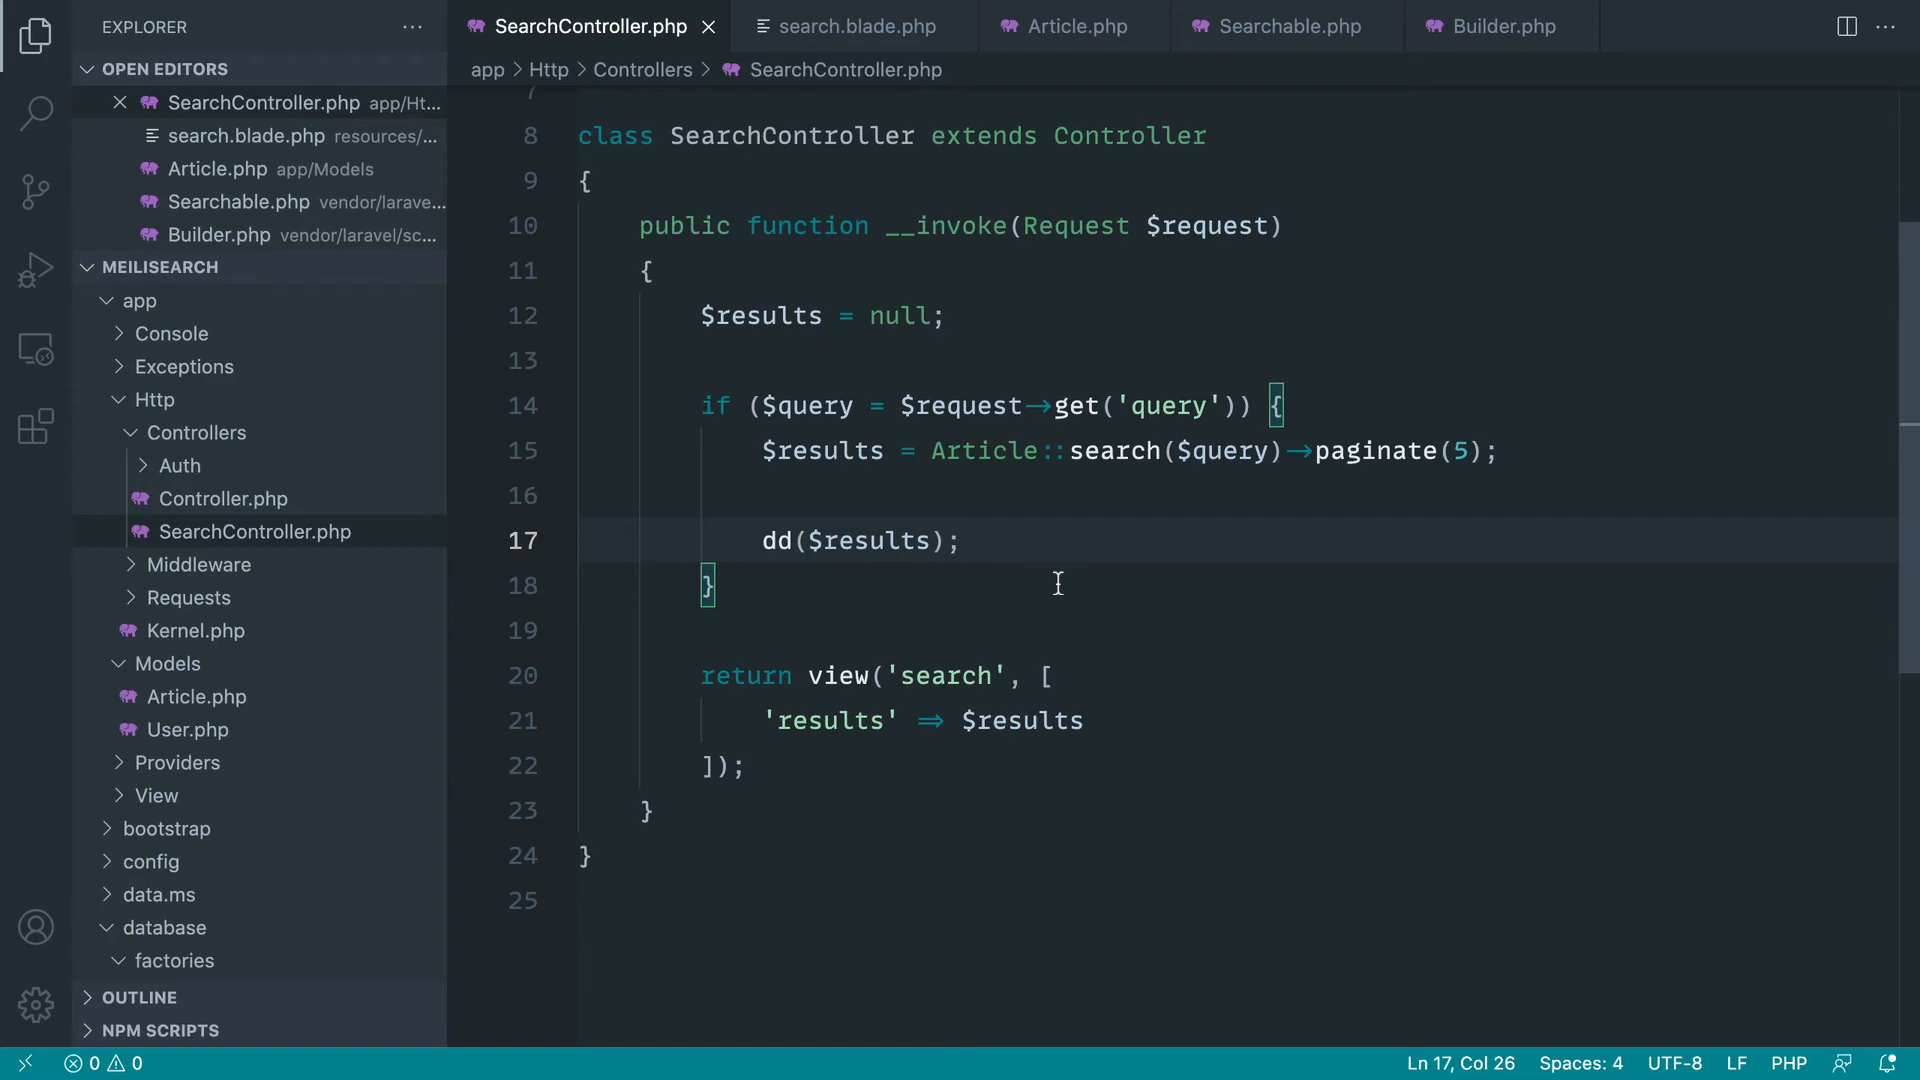 EXPLORER
OPEN EDITORS
SearchController.php app/Ht...
search.blade.php resources/...
Article.php app/Models
Searchable.php vendor/larave...
Builder.php vendor/laravel/sc...
MEILISEARCH
app
Console
Exceptions
Http
Controllers
Auth
Controller.php
SearchController.php
Middleware
Requests
Kernel.php
Models
Article.php
User.php
Providers
View
bootstrap
config
data.ms
database
factories
OUTLINE
NPM SCRIPTS
SearchController.php search.blade.php Article.php Searchable.php Builder.php
app > Http > Controllers > SearchController.php
7
8 class SearchController extends Controller
9 {
10 public function __invoke(Request $request)
11 {
12 $results = null;
13
14 if ($query = $request->get('query')) {
15 $results = Article::search($query)->paginate(5);
16
17 dd($results);
18 }
19
20 return view('search', [
21 'results' => $results
22 ]);
23 }
24 }
25
0 0 Ln 17, Col 26 Spaces: 4 UTF-8 LF PHP